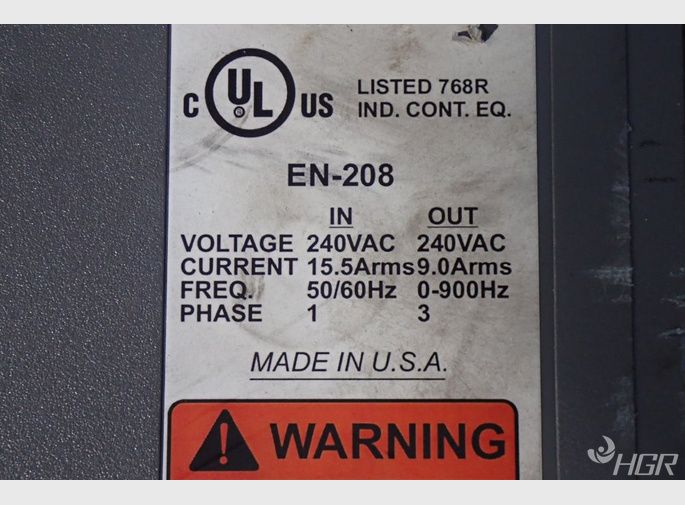 C UL ® US
LISTED 768R
IND. CONT. EQ.
EN-208
IN OUT
VOLTAGE 240VAC 240VAC
CURRENT 15.5Arms 9.0Arms
FREQ. 50/60Hz 0-900Hz
PHASE 1 3
MADE IN U.S.A.
WARNING
HGR